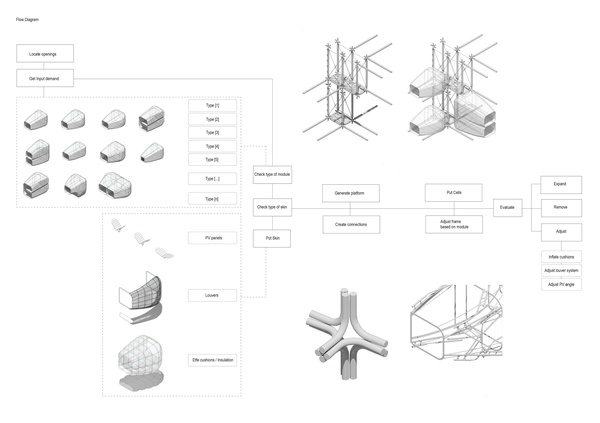 Flow Diagram
Locate openings
Get Input demand
Type [1]
Type [2]
Type [3]
Type [4]
Type [5]
Type [...]
Type [n]
Check type of module
Check type of skin
Put Skin
PV panels
Louvers
Etfe cushions / Insulation
Generate platform
Create connections
Put Cells
Adjust frame
based on module
Evaluate
Expand
Remove
Adjust
Inflate cushions
Adjust louver system
Adjust PV angle